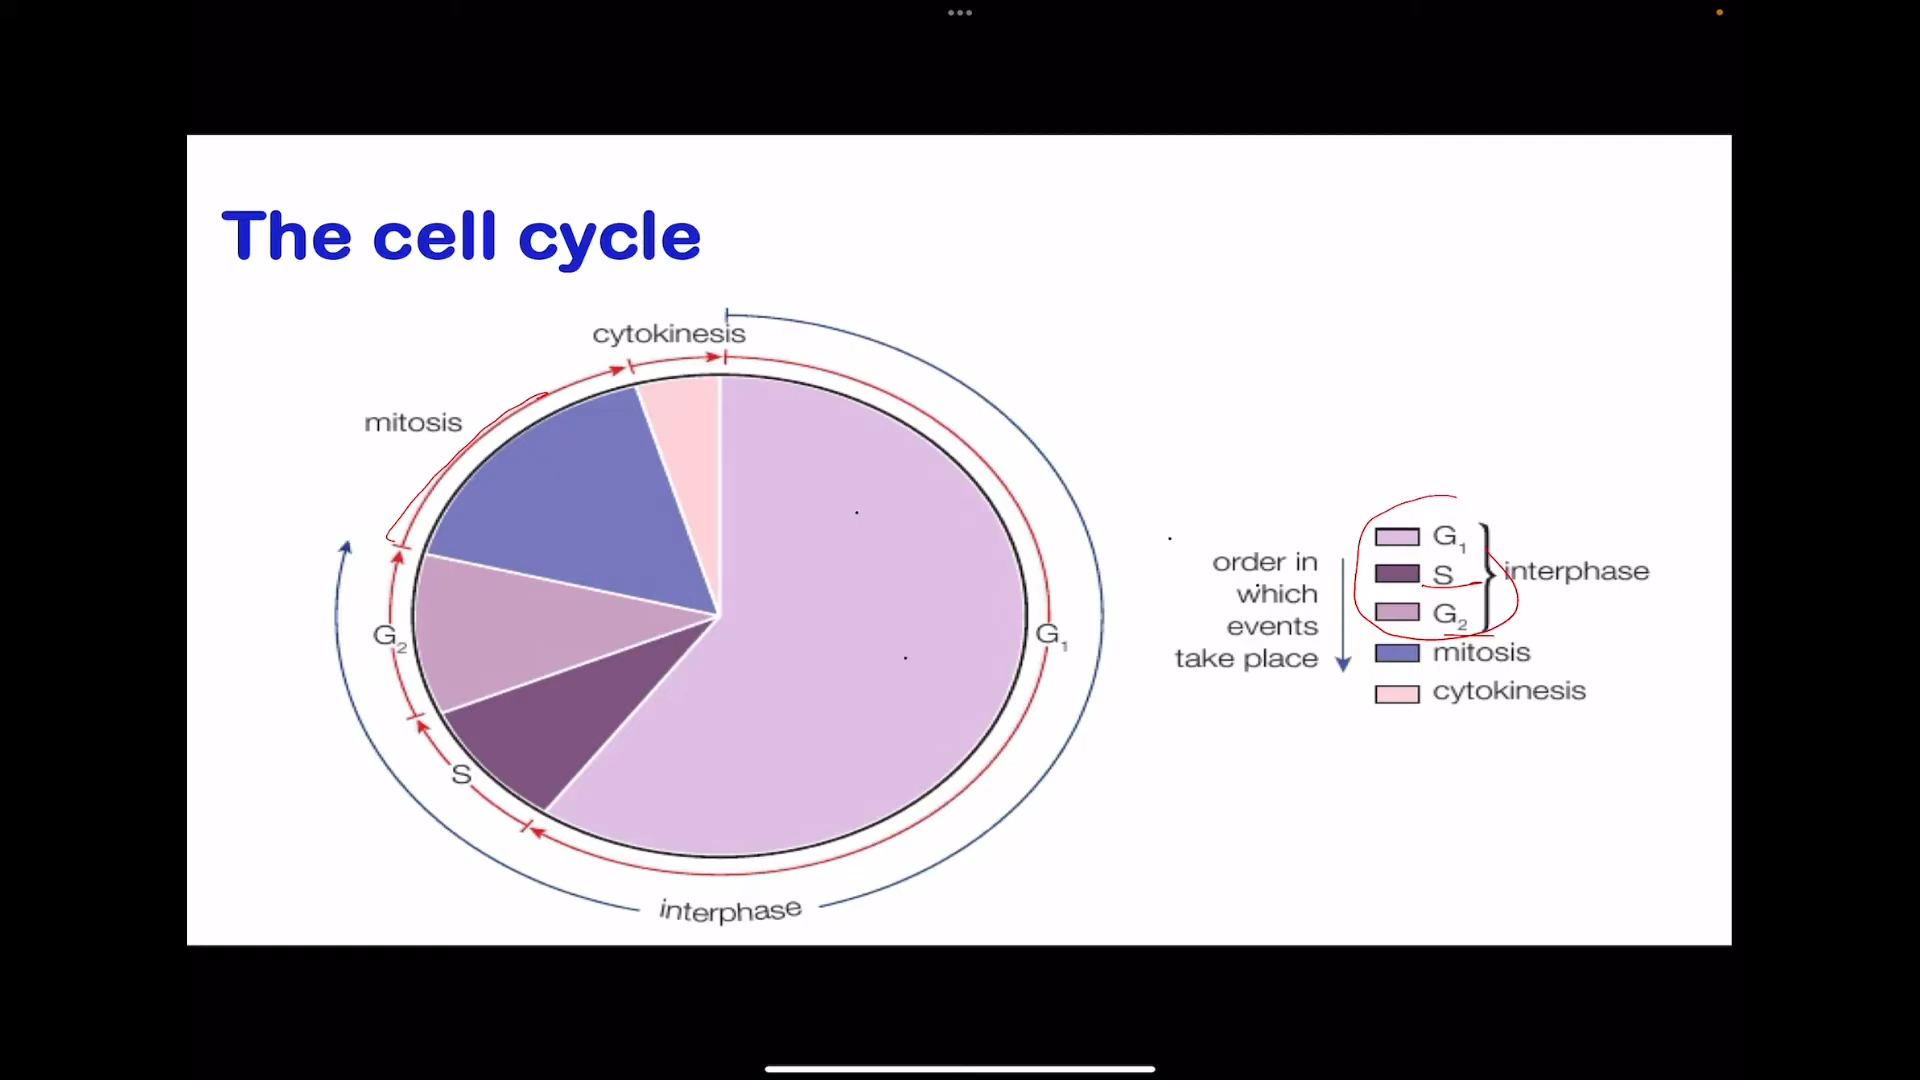 The cell cycle
cytokinesis
mitosis
G₂
G₁
S
interphase
order in
which
events
take place
G₁
S
G₂
interphase
mitosis
cytokinesis